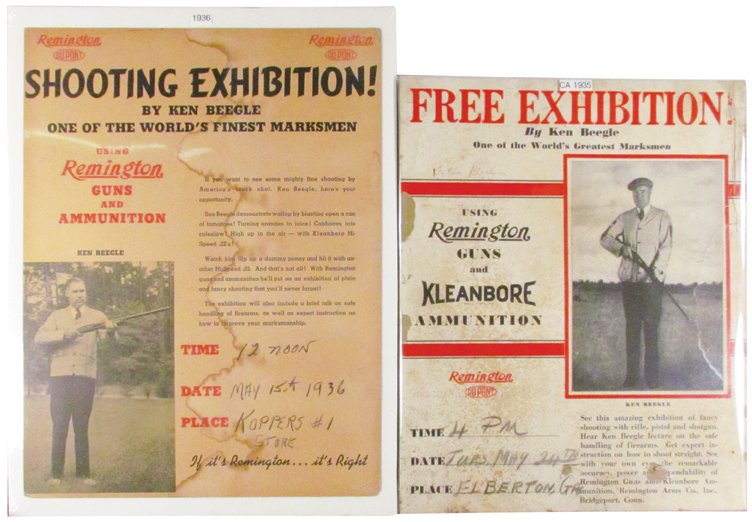 1936
Remington
DU PONT
Remington
DU PONT
SHOOTING EXHIBITION!
BY KEN BEEGLE
ONE OF THE WORLD'S FINEST MARKSMEN
USING
Remington
GUNS
AND
AMMUNITION
KEN BEEGLE
If you want to see some mighty fine shooting by
America's crack shot, Ken Beegle, here's your
opportunity.
See Beegle demonstrate wallop by blasting open a can
of tomatoes! Turning oranges to juice! Cabbages into
coleslaw! High up in the air — with Kleanbore Hi-
Speed .22's!
Watch him flip up a dummy penny and hit it with an
other Hi-Speed .22. And that's not all! With Remington
guns and ammunition he'll put on an exhibition of plain
and fancy shooting that you'll never forget!
The exhibition will also include a brief talk on safe
handling of firearms, as well as expert instruction on
how to improve your marksmanship.
TIME 12 NOON
DATE MAY 15th 1936
PLACE KOPPERS #1
STORE
If it's Remington... it's Right
CA 1935
FREE EXHIBITION!
By Ken Beegle
One of the World's Greatest Marksmen
USING
Remington
GUNS
and
KLEANBORE
AMMUNITION
Remington
DU PONT
KEN BEEGLE
TIME 4 PM
DATE TUES. MAY 24TH
PLACE ELBERTON, GA
See this amazing exhibition of fancy
shooting with rifle, pistol and shotgun.
Hear Ken Beegle lecture on the safe
handling of firearms. Get expert in-
struction on how to shoot straight. See
with your own eyes the remarkable
accuracy, power and dependability of
Remington Guns and Kleanbore Am-
munition. Remington Arms Co., Inc.,
Bridgeport, Conn.